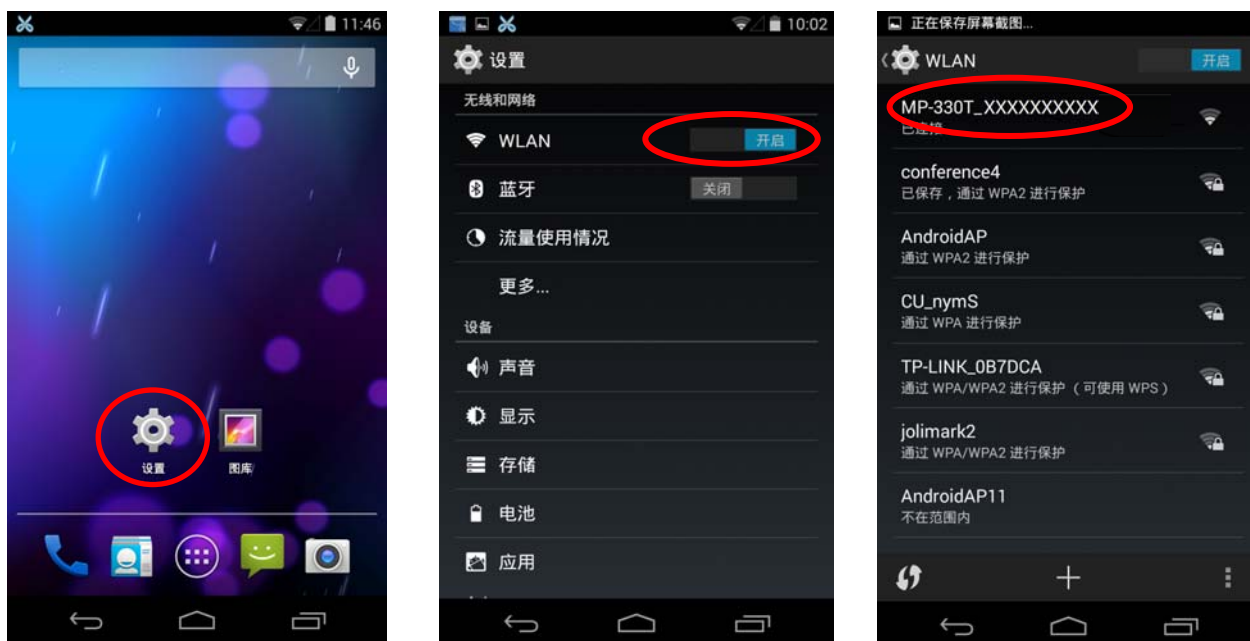 11:46
设置
图库
10:02
设置
无线和网络
WLAN
开启
蓝牙
关闭
流量使用情况
更多...
设备
声音
显示
存储
电池
应用
正在保存屏幕截图...
WLAN
开启
MP-330T_XXXXXXXXXX
已连接
conference4
已保存，通过 WPA2 进行保护
AndroidAP
通过 WPA2 进行保护
CU_nymS
通过 WPA 进行保护
TP-LINK_0B7DCA
通过 WPA/WPA2 进行保护 （可使用 WPS）
jolimark2
通过 WPA/WPA2 进行保护
AndroidAP11
不在范围内